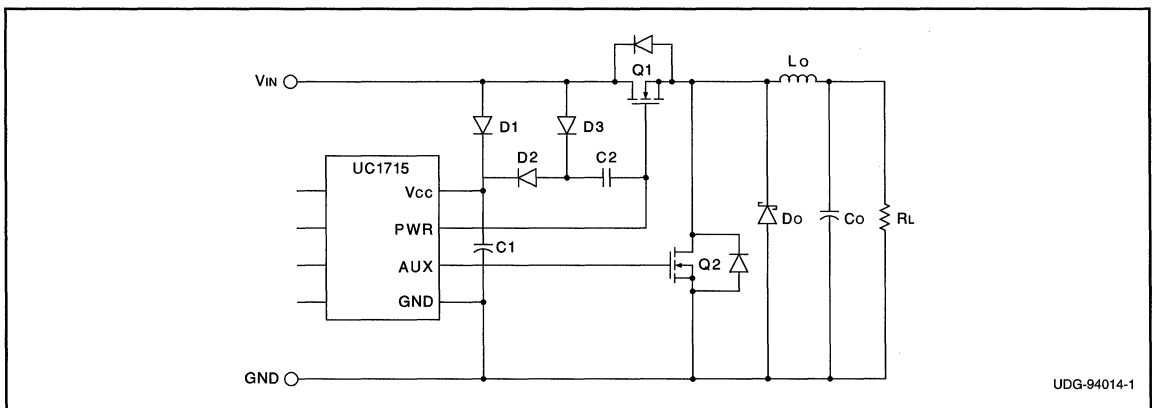 VIN
Q1
LO
D1
D3
UC1715
D2
C2
VCC
PWR
C1
DO
CO
RL
AUX
Q2
GND
GND
UDG-94014-1